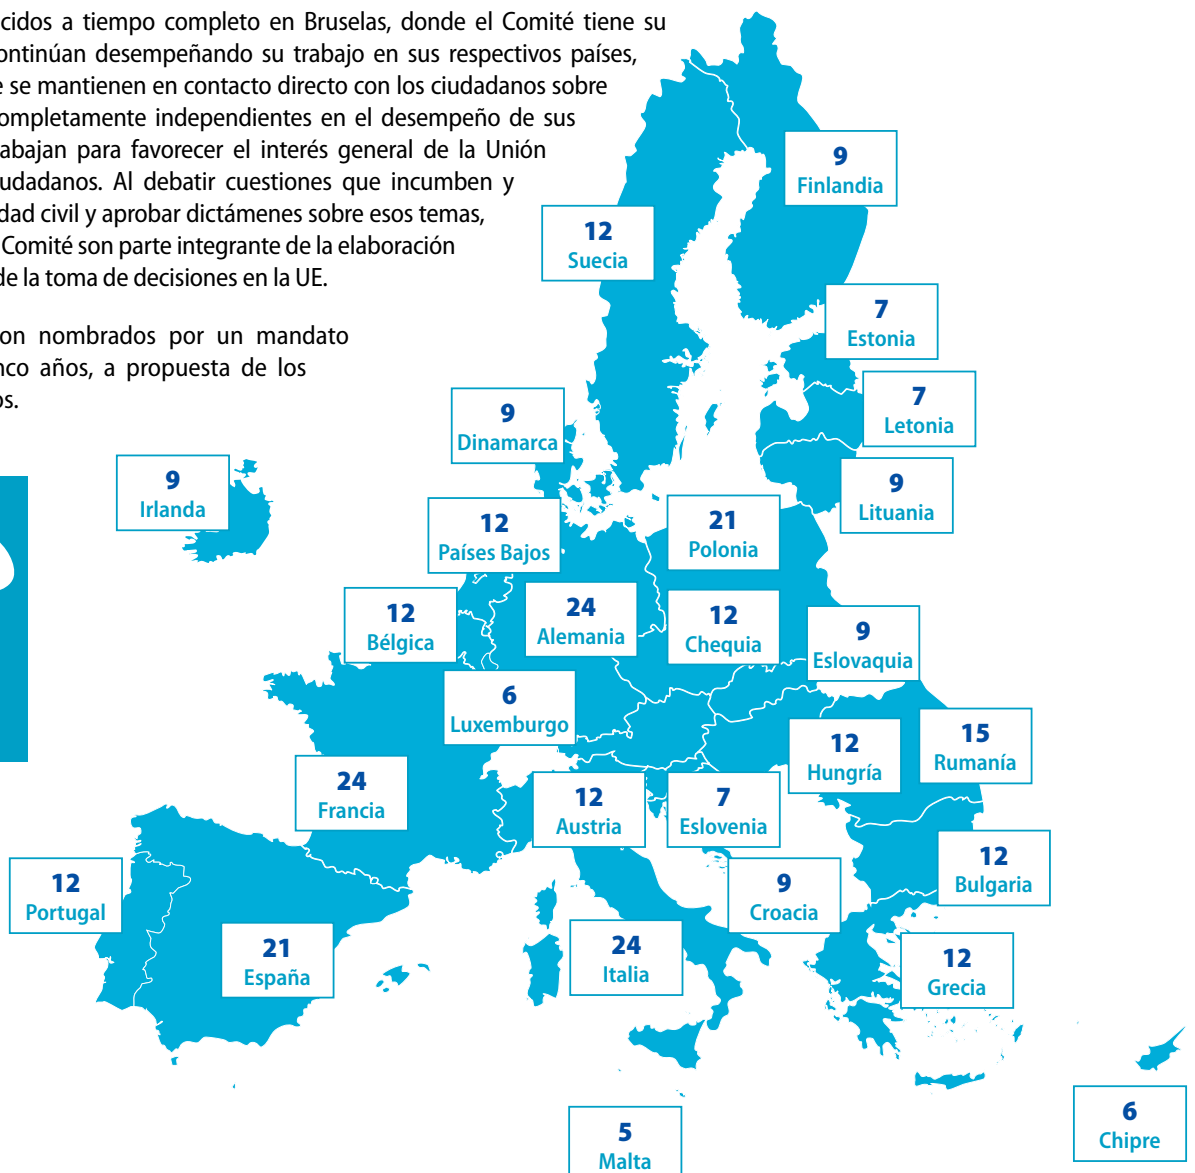 cidos a tiempo completo en Bruselas, donde el Comité tiene su
ontinúan desempeñando su trabajo en sus respectivos países,
e se mantienen en contacto directo con los ciudadanos sobre
ompletamente independientes en el desempeño de sus
abajan para favorecer el interés general de la Unión
udadanos. Al debatir cuestiones que incumben y
dad civil y aprobar dictámenes sobre esos temas,
Comité son parte integrante de la elaboración
de la toma de decisiones en la UE.
on nombrados por un mandato
nco años, a propuesta de los
os.
9
Finlandia
12
Suecia
7
Estonia
7
Letonia
9
Dinamarca
9
Irlanda
9
Lituania
12
Países Bajos
21
Polonia
12
Bélgica
24
Alemania
12
Chequia
9
Eslovaquia
6
Luxemburgo
12
Hungría
15
Rumanía
24
Francia
12
Austria
7
Eslovenia
12
Bulgaria
12
Portugal
9
Croacia
21
España
24
Italia
12
Grecia
6
Chipre
5
Malta